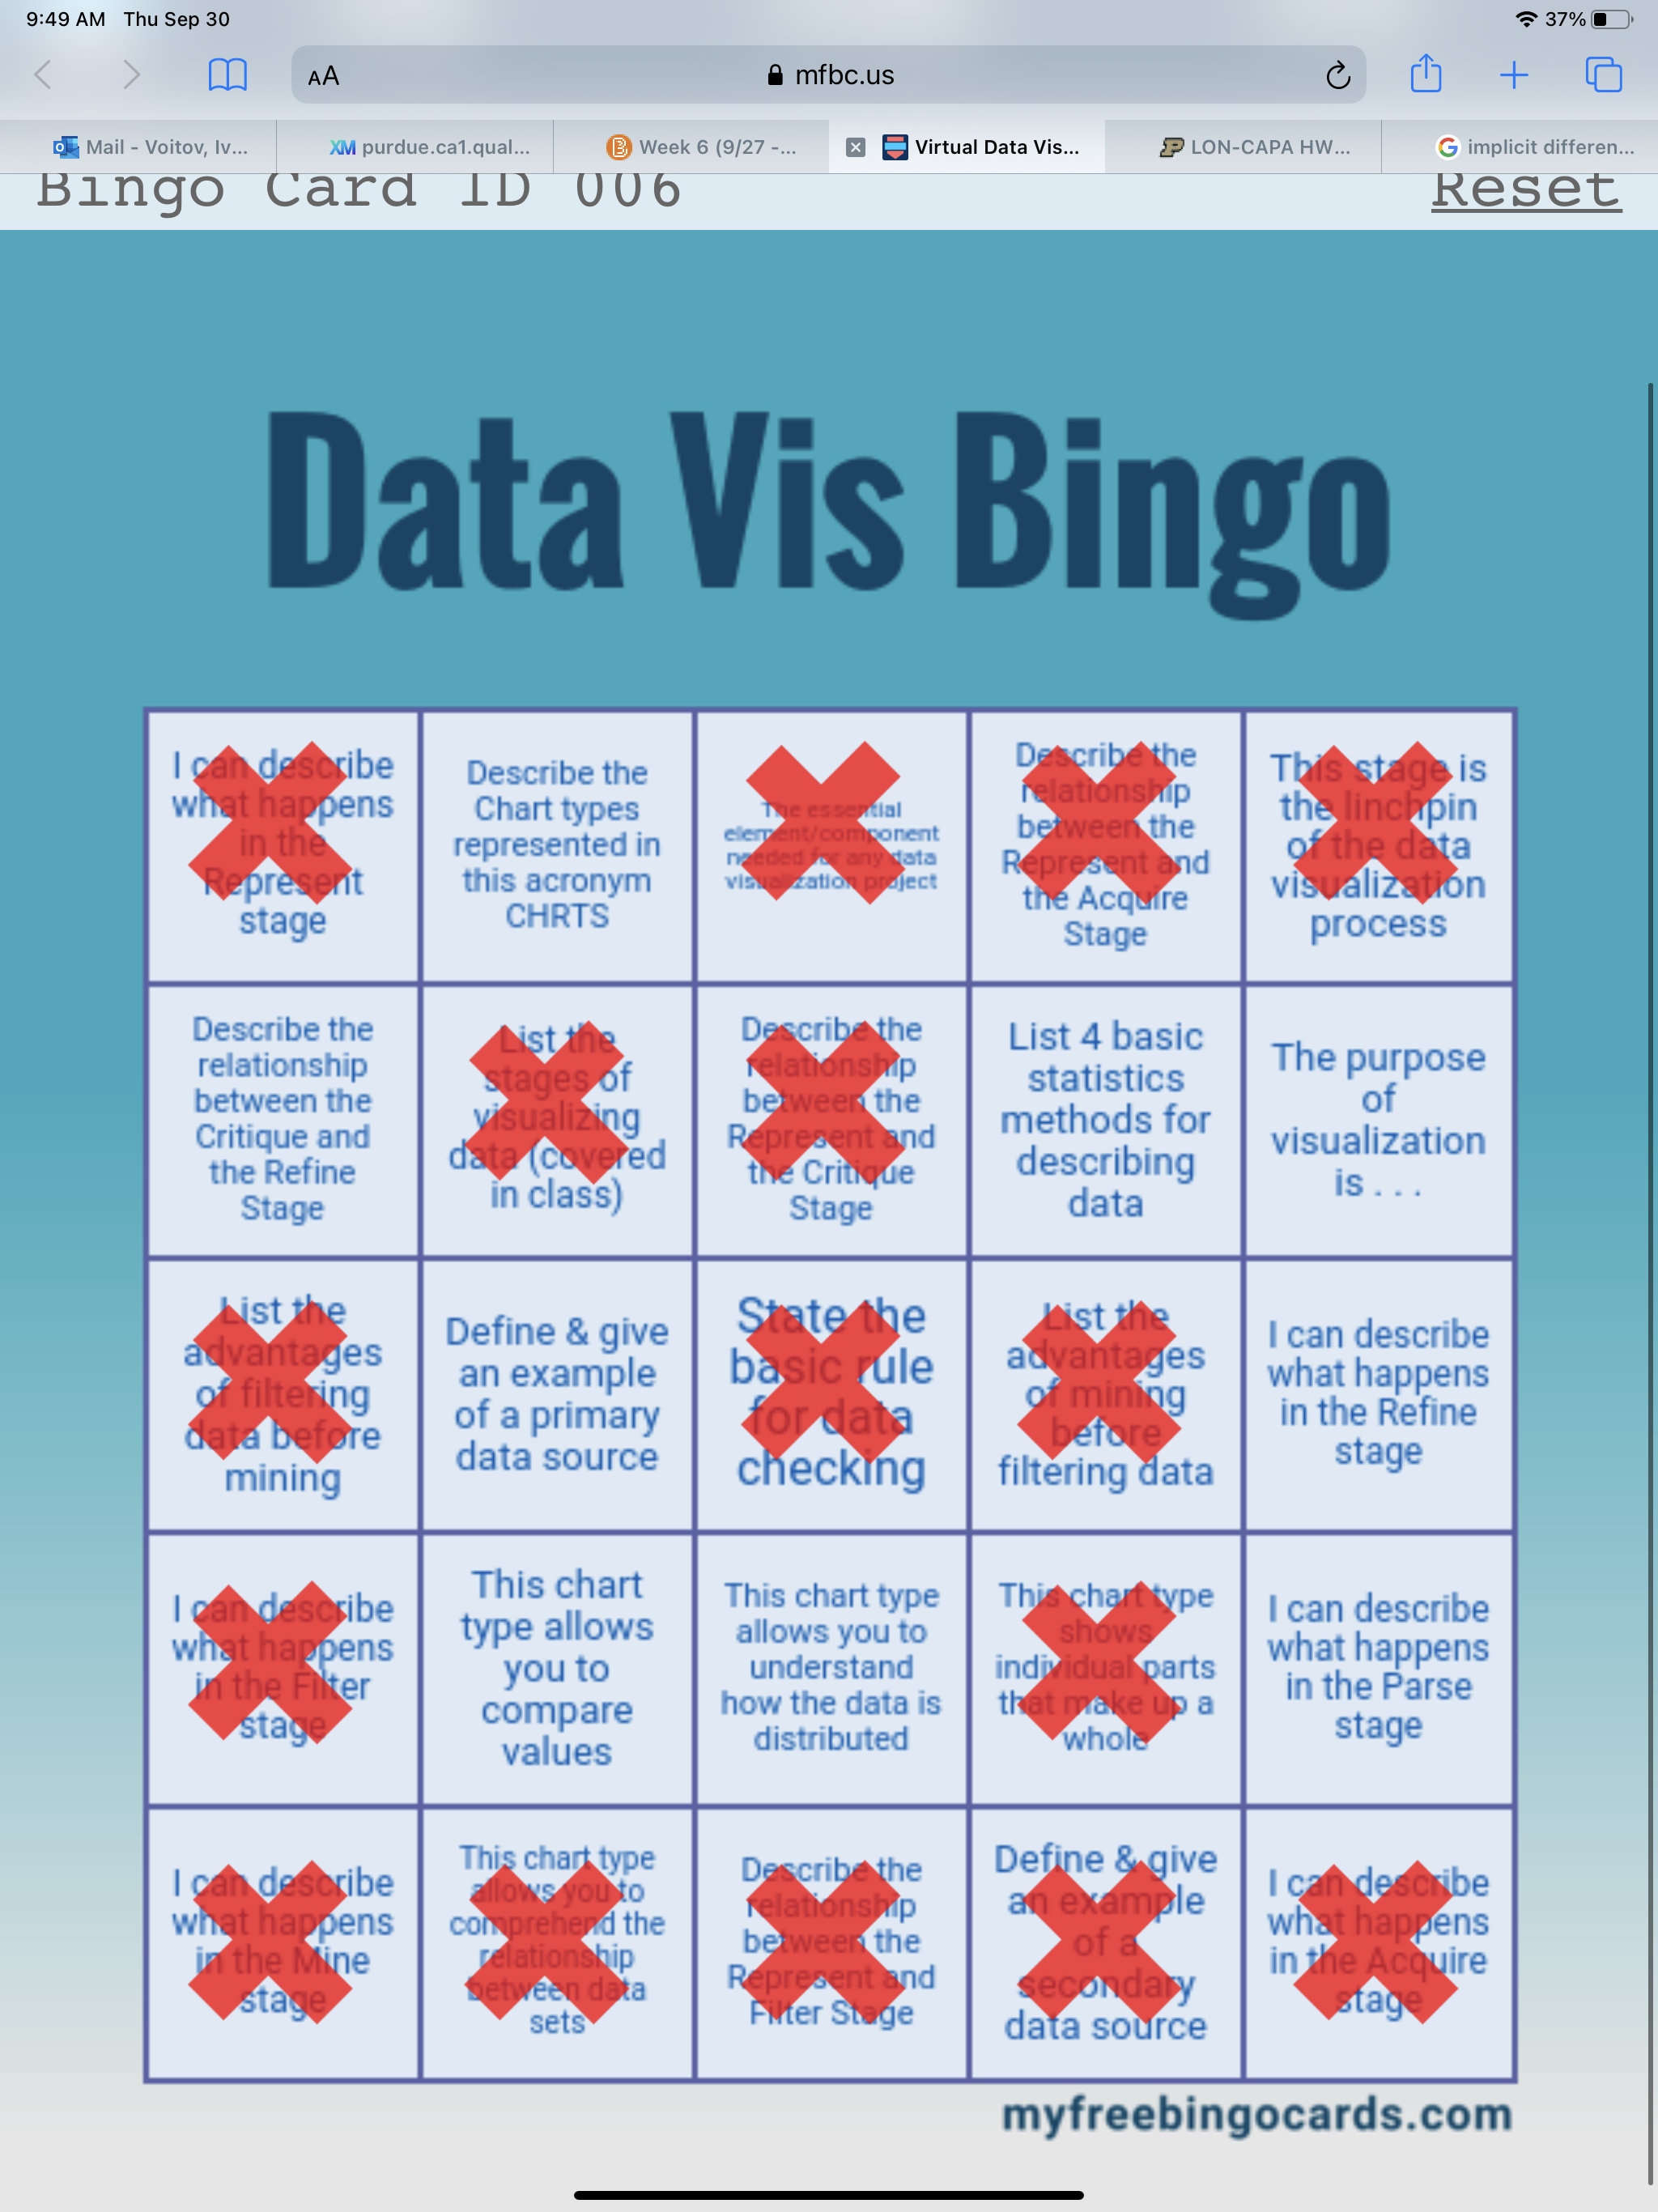 9:49 AM Thu Sep 30
37%
AA
mfbc.us
Mail - Voitov, Iv...
XM purdue.ca1.qual...
B Week 6 (9/27 -...
Virtual Data Vis...
P LON-CAPA HW...
G implicit differen...
Bingo Card ID 006
Reset
Data Vis Bingo
I can describe
what happens
in the
Represent
stage
Describe the
Chart types
represented in
this acronym
CHRTS
The essential
element/component
needed for any data
visualization project
Describe the
relationship
between the
Represent and
the Acquire
Stage
This stage is
the linchpin
of the data
visualization
process
Describe the
relationship
between the
Critique and
the Refine
Stage
List the
stages of
visualizing
data (covered
in class)
Describe the
relationship
between the
Represent and
the Critique
Stage
List 4 basic
statistics
methods for
describing
data
The purpose
of
visualization
is . . .
List the
advantages
of filtering
data before
mining
Define & give
an example
of a primary
data source
State the
basic rule
for data
checking
List the
advantages
of mining
before
filtering data
I can describe
what happens
in the Refine
stage
I can describe
what happens
in the Filter
stage
This chart
type allows
you to
compare
values
This chart type
allows you to
understand
how the data is
distributed
This chart type
shows
individual parts
that make up a
whole
I can describe
what happens
in the Parse
stage
I can describe
what happens
in the Mine
stage
This chart type
allows you to
comprehend the
relationship
between data
sets
Describe the
relationship
between the
Represent and
Filter Stage
Define & give
an example
of a
secondary
data source
I can describe
what happens
in the Acquire
stage
myfreebingocards.com